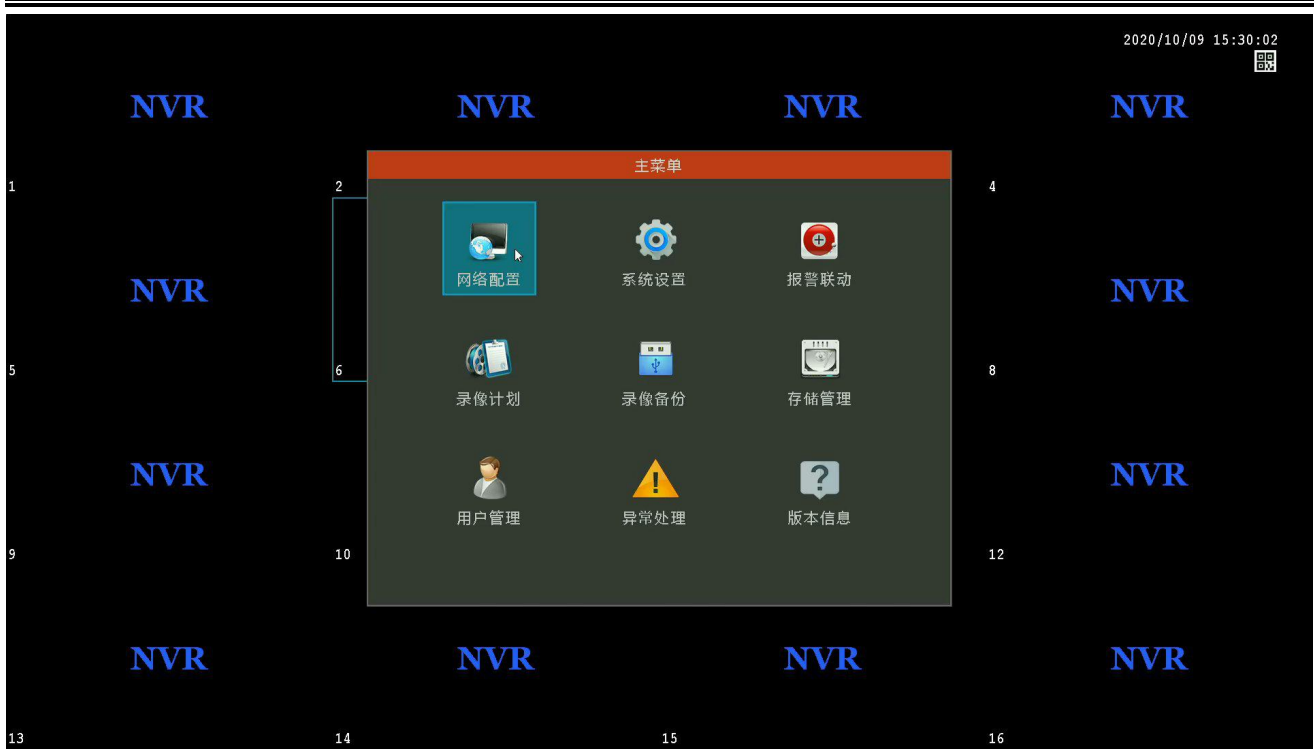 2020/10/09 15:30:02
NVR NVR NVR NVR
主菜单
1 2 4
网络配置 系统设置 报警联动
NVR NVR
5 6 8
录像计划 录像备份 存储管理
NVR NVR
用户管理 异常处理 版本信息
9 10 12
NVR NVR NVR NVR
13 14 15 16